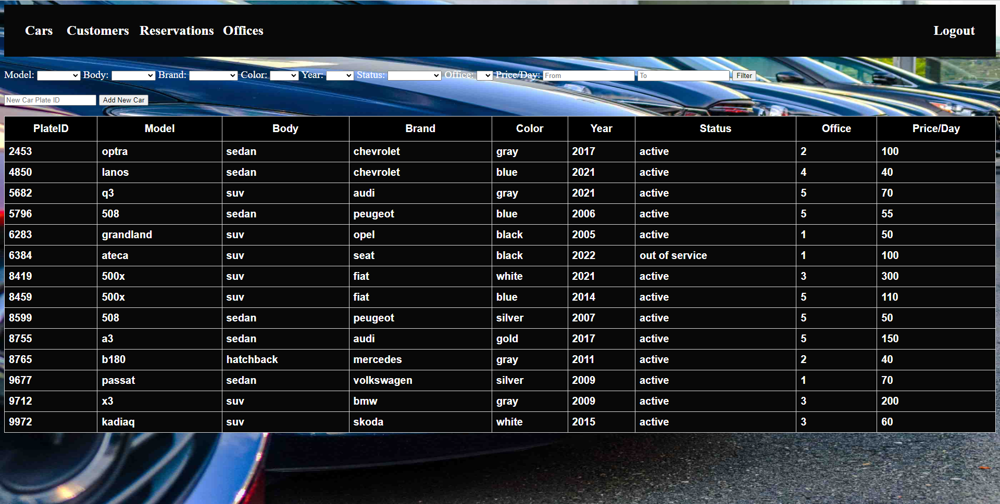 Cars Customers Reservations Offices Logout
Model: Body: Brand: Color: Year: Status: Office: Price/Day: From To Filter
New Car Plate ID Add New Car
PlateID Model Body Brand Color Year Status Office Price/Day
2453 optra sedan chevrolet gray 2017 active 2 100
4850 lanos sedan chevrolet blue 2021 active 4 40
5682 q3 suv audi gray 2021 active 5 70
5796 508 sedan peugeot blue 2006 active 5 55
6283 grandland suv opel black 2005 active 1 50
6384 ateca suv seat black 2022 out of service 1 100
8419 500x suv fiat white 2021 active 3 300
8459 500x suv fiat blue 2014 active 5 110
8599 508 sedan peugeot silver 2007 active 5 50
8755 a3 sedan audi gold 2017 active 5 150
8765 b180 hatchback mercedes gray 2011 active 2 40
9677 passat sedan volkswagen silver 2009 active 1 70
9712 x3 suv bmw gray 2009 active 3 200
9972 kadiaq suv skoda white 2015 active 3 60